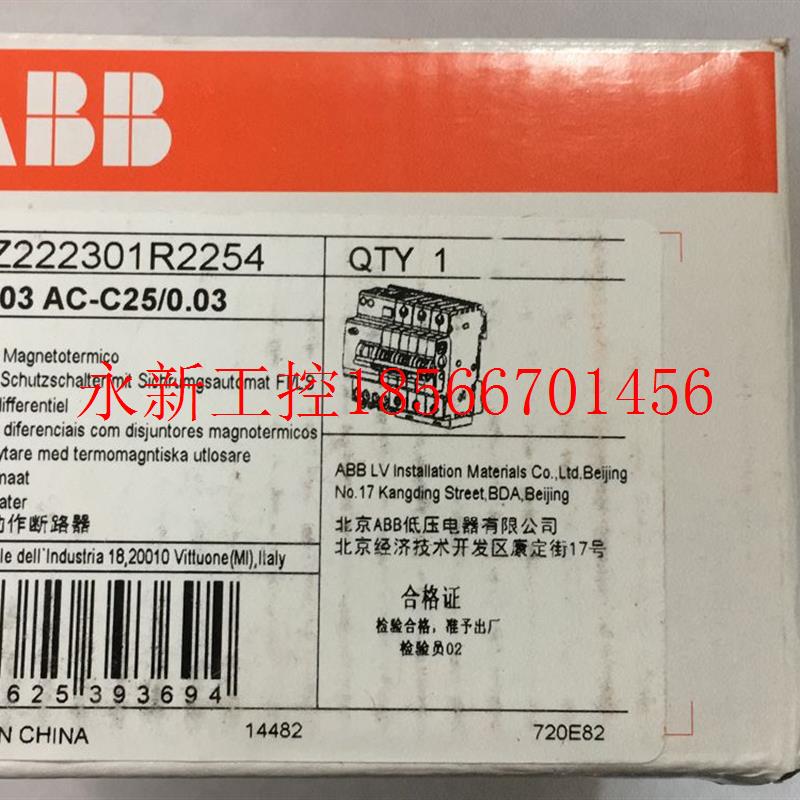 ABB
Z222301R2254
QTY 1
03 AC-C25/0.03
Magnetotermico
Schutzschalter mit Sichrungsautomat FI/LS
differentiel
diferenciais com disjuntores magnotermicos
ytare med termomagntiska utlosare
maat
ater
动作断路器
le dell'Industria 18,20010 Vittuone(MI),Italy
永新工控18566701456
ABB LV Installation Materials Co.,Ltd.Beijing
No.17 Kangding Street,BDA,Beijing
北京ABB低压电器有限公司
北京经济技术开发区康定街17号
合格证
检验合格，准予出厂
检验员02
625393694
N CHINA
14482
720E82